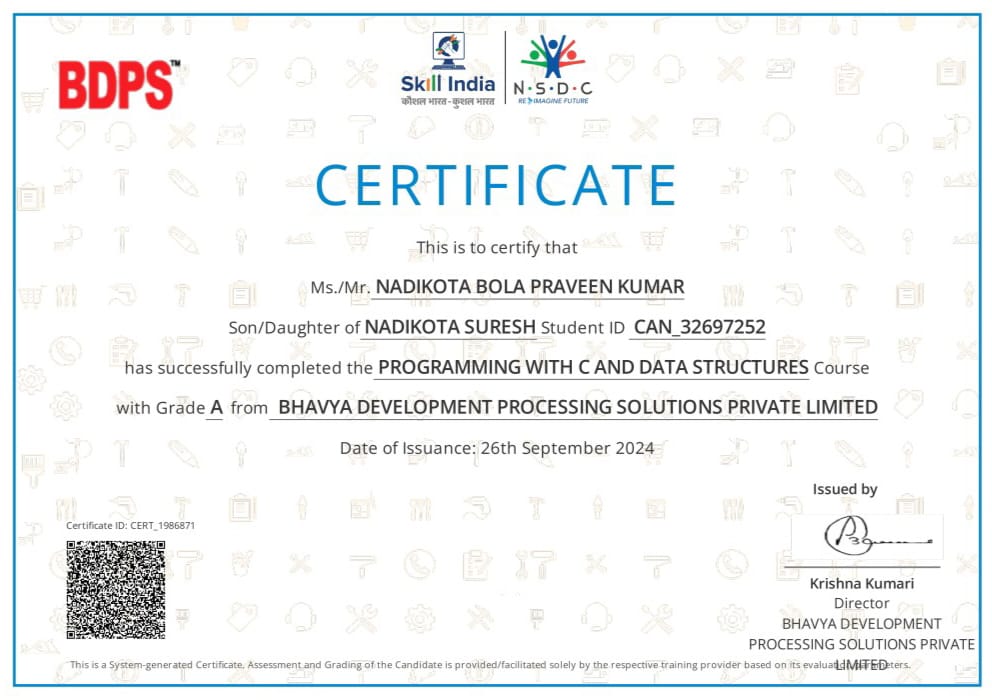 BDPS™
Skill India
कौशल भारत-कुशल भारत
N·S·D·C
RE IMAGINE FUTURE
CERTIFICATE
This is to certify that
Ms./Mr. NADIKOTA BOLA PRAVEEN KUMAR
Son/Daughter of NADIKOTA SURESH Student ID CAN_32697252
has successfully completed the PROGRAMMING WITH C AND DATA STRUCTURES Course
with Grade A from BHAVYA DEVELOPMENT PROCESSING SOLUTIONS PRIVATE LIMITED
Date of Issuance: 26th September 2024
Issued by
Certificate ID: CERT_1986871
Krishna Kumari
Director
BHAVYA DEVELOPMENT
PROCESSING SOLUTIONS PRIVATE
LIMITED
This is a System-generated Certificate, Assessment and Grading of the Candidate is provided/facilitated solely by the respective training provider based on its evaluation parameters.